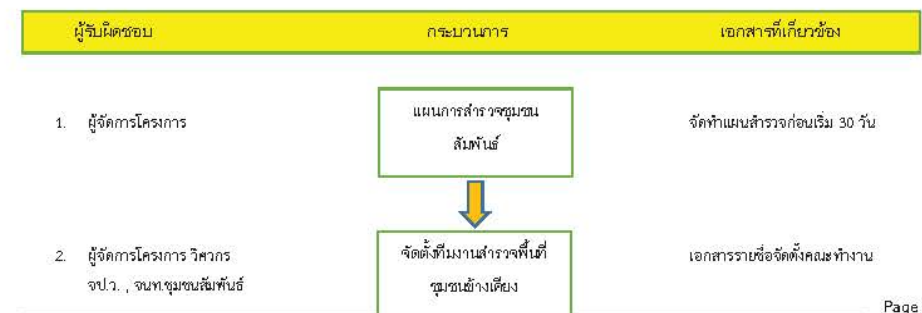 ผู้รับผิดชอบ กระบวนการ เอกสารที่เกี่ยวข้อง
1. ผู้จัดการโครงการ
แผนการสำรวจชุมชน
สัมพันธ์
จัดทำแผนสำรวจก่อนเริ่ม 30 วัน
2. ผู้จัดการโครงการ วิศวกร
จป.ว. , จนท.ชุมชนสัมพันธ์
จัดตั้งทีมงานสำรวจพื้นที่
ชุมชนข้างเคียง
เอกสารรายชื่อจัดตั้งคณะทำงาน
Page